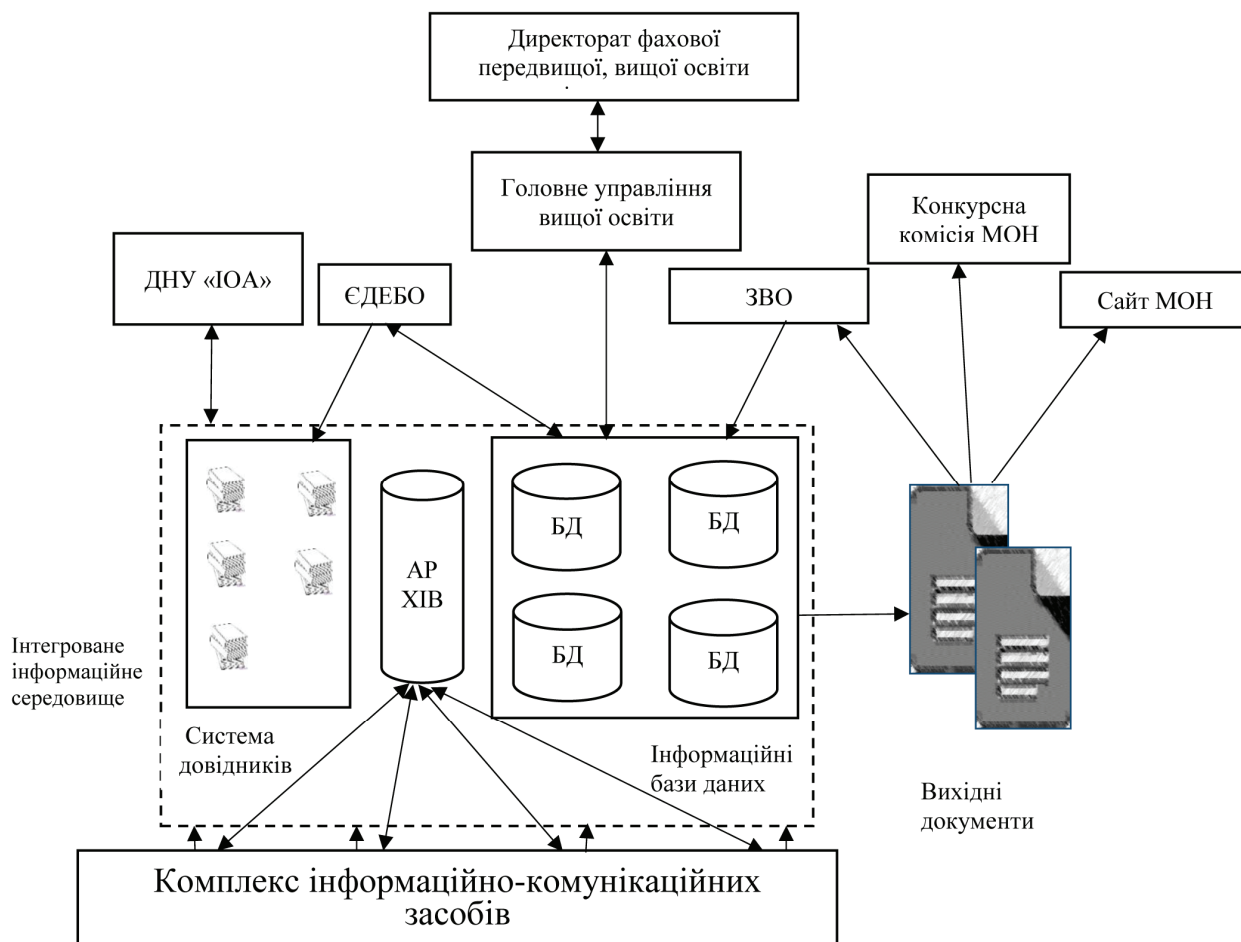 Директорат фахової
передвищої, вищої освіти
Головне управління
вищої освіти
Конкурсна
комісія МОН
ДНУ «ІОА»
ЄДЕБО
ЗВО
Сайт МОН
БД
БД
АР
ХІВ
БД
БД
Інтегроване
інформаційне
середовище
Система
довідників
Інформаційні
бази даних
Вихідні
документи
Комплекс інформаційно-комунікаційних
засобів